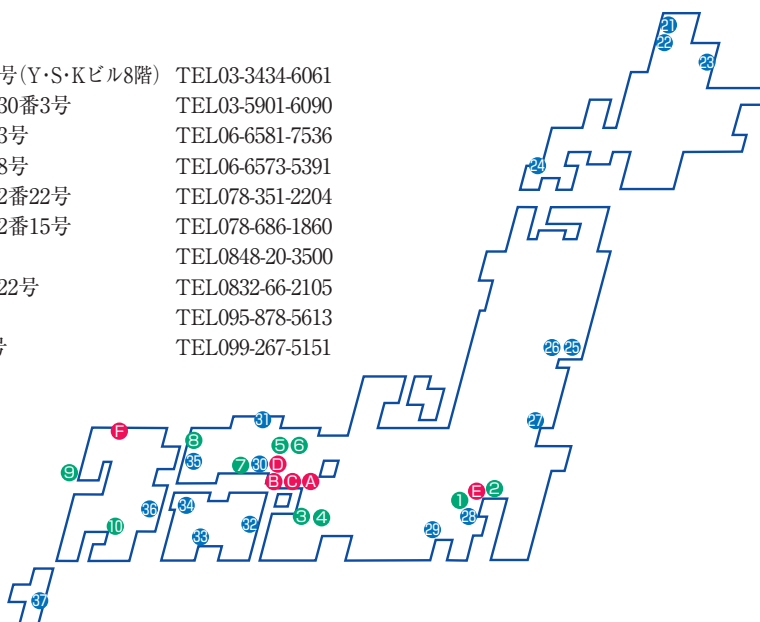 号(Y・S・Kビル8階) TEL03-3434-6061
30番3号 TEL03-5901-6090
3号 TEL06-6581-7536
8号 TEL06-6573-5391
2番22号 TEL078-351-2204
2番15号 TEL078-686-1860
TEL0848-20-3500
22号 TEL0832-66-2105
TEL095-878-5613
号 TEL099-267-5151
21
22
23
24
26 25
27
31
F
8
5 6
35 7 30 D
9
B C A
E 2
1
36 34
3 4
28
10
33 32
29
37